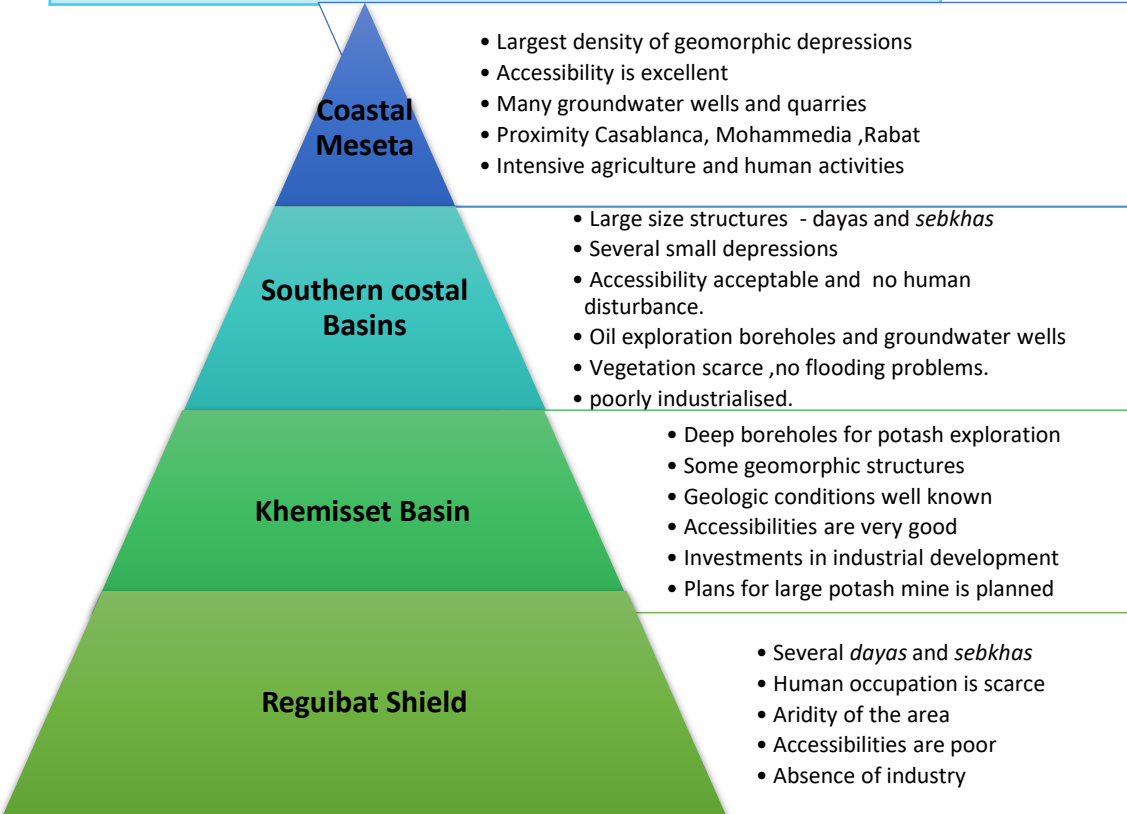 Coastal
Meseta
• Largest density of geomorphic depressions
• Accessibility is excellent
• Many groundwater wells and quarries
• Proximity Casablanca, Mohammedia ,Rabat
• Intensive agriculture and human activities
Southern costal
Basins
• Large size structures - dayas and sebkhas
• Several small depressions
• Accessibility acceptable and no human
disturbance.
• Oil exploration boreholes and groundwater wells
• Vegetation scarce ,no flooding problems.
• poorly industrialised.
Khemisset Basin
• Deep boreholes for potash exploration
• Some geomorphic structures
• Geologic conditions well known
• Accessibilities are very good
• Investments in industrial development
• Plans for large potash mine is planned
Reguibat Shield
• Several dayas and sebkhas
• Human occupation is scarce
• Aridity of the area
• Accessibilities are poor
• Absence of industry